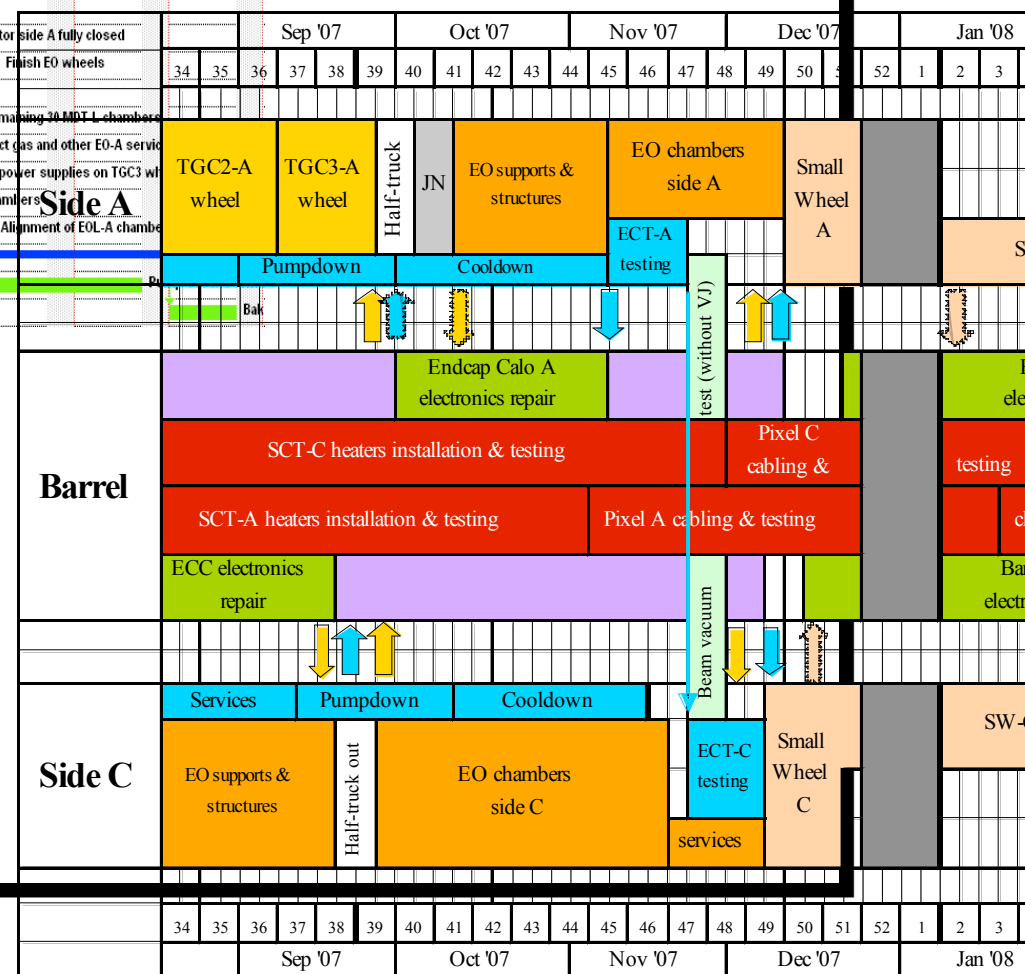 tor side A fully closed
Finish EO wheels
maining 30 MDT-L chambers
ct gas and other EO-A servic
power supplies on TGC3 wh
mbers
Alignment of EOL-A chambe
Bak
Sep '07 Oct '07 Nov '07 Dec '07 Jan '08
34 35 36 37 38 39 40 41 42 43 44 45 46 47 48 49 50 5 52 1 2 3
Side A
TGC2-A
wheel
TGC3-A
wheel
Half-truck
JN
EO supports &
structures
EO chambers
side A
Small
Wheel
A
ECT-A
testing
Pumpdown
Cooldown
S
test (without VJ)
Barrel
Endcap Calo A
electronics repair
ele
SCT-C heaters installation & testing
Pixel C
cabling &
testing
SCT-A heaters installation & testing
Pixel A cabling & testing
cl
ECC electronics
repair
Beam vacuum
Bar
electr
Side C
Services
Pumpdown
Cooldown
EO supports &
structures
Half-truck out
EO chambers
side C
ECT-C
testing
services
Small
Wheel
C
SW-C
34 35 36 37 38 39 40 41 42 43 44 45 46 47 48 49 50 51 52 1 2 3
Sep '07 Oct '07 Nov '07 Dec '07 Jan '08